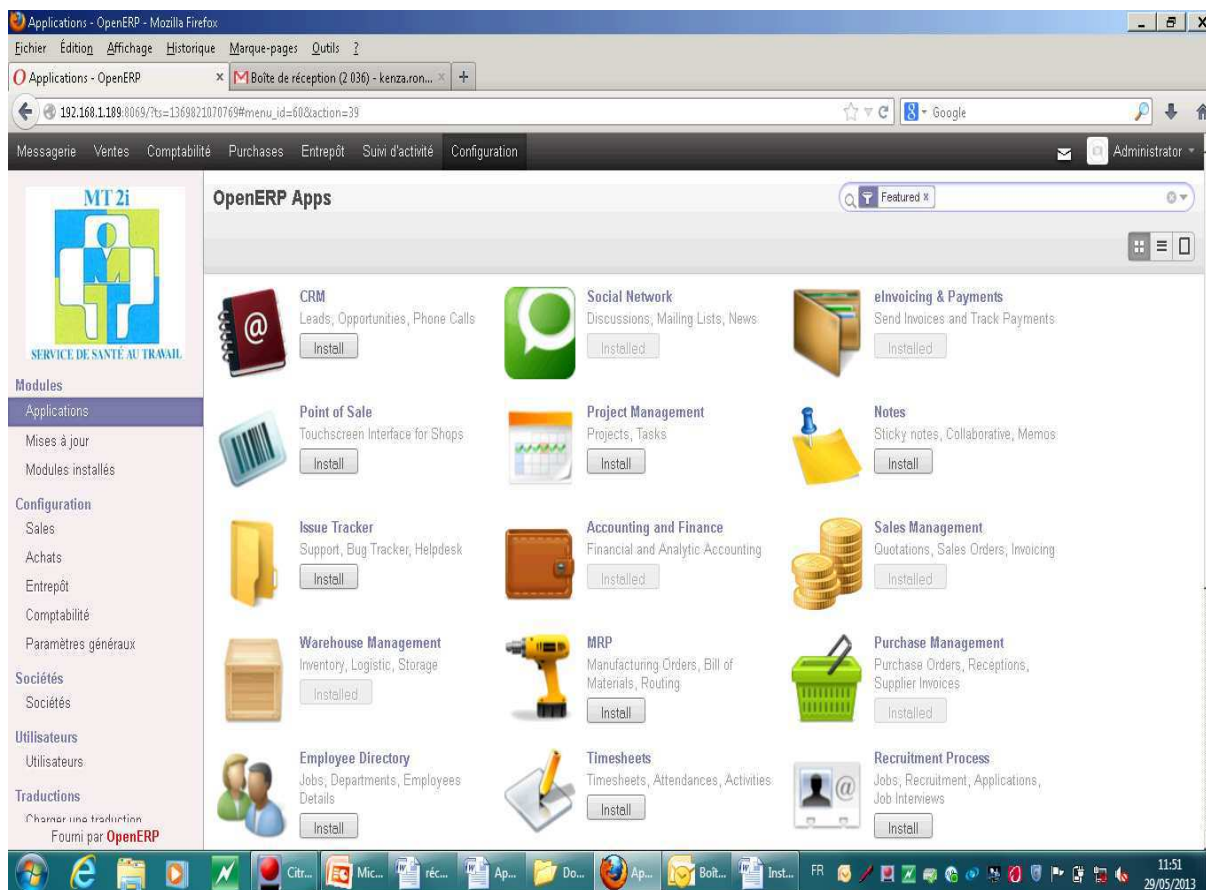 Applications - OpenERP - Mozilla Firefox
Fichier Édition Affichage Historique Marque-pages Outils ?
Applications - OpenERP × Boîte de réception (2 036) - kenza.ron... × +
192.168.1.189:8069/?ts=1369821070769#menu_id=60&action=39
Google
Messagerie Ventes Comptabilité Purchases Entrepôt Suivi d'activité Configuration Administrator
MT 2i
SERVICE DE SANTÉ AU TRAVAIL
Modules
Applications
Mises à jour
Modules installés
Configuration
Sales
Achats
Entrepôt
Comptabilité
Paramètres généraux
Sociétés
Sociétés
Utilisateurs
Utilisateurs
Traductions
Charger une traduction
Fourni par OpenERP
OpenERP Apps
Featured x
CRM
Leads, Opportunities, Phone Calls
Install
Social Network
Discussions, Mailing Lists, News
Installed
eInvoicing & Payments
Send Invoices and Track Payments
Installed
Point of Sale
Touchscreen Interface for Shops
Install
Project Management
Projects, Tasks
Install
Notes
Sticky notes, Collaborative, Memos
Install
Issue Tracker
Support, Bug Tracker, Helpdesk
Install
Accounting and Finance
Financial and Analytic Accounting
Installed
Sales Management
Quotations, Sales Orders, Invoicing
Installed
Warehouse Management
Inventory, Logistic, Storage
Installed
MRP
Manufacturing Orders, Bill of
Materials, Routing
Install
Purchase Management
Purchase Orders, Receptions,
Supplier Invoices
Installed
Employee Directory
Jobs, Departments, Employees
Details
Install
Timesheets
Timesheets, Attendances, Activities
Install
Recruitment Process
Jobs, Recruitment, Applications,
Job Interviews
Install
Citr... Mic... réc... Ap... Do... Ap... Boît... Inst... FR
11:51
29/05/2013